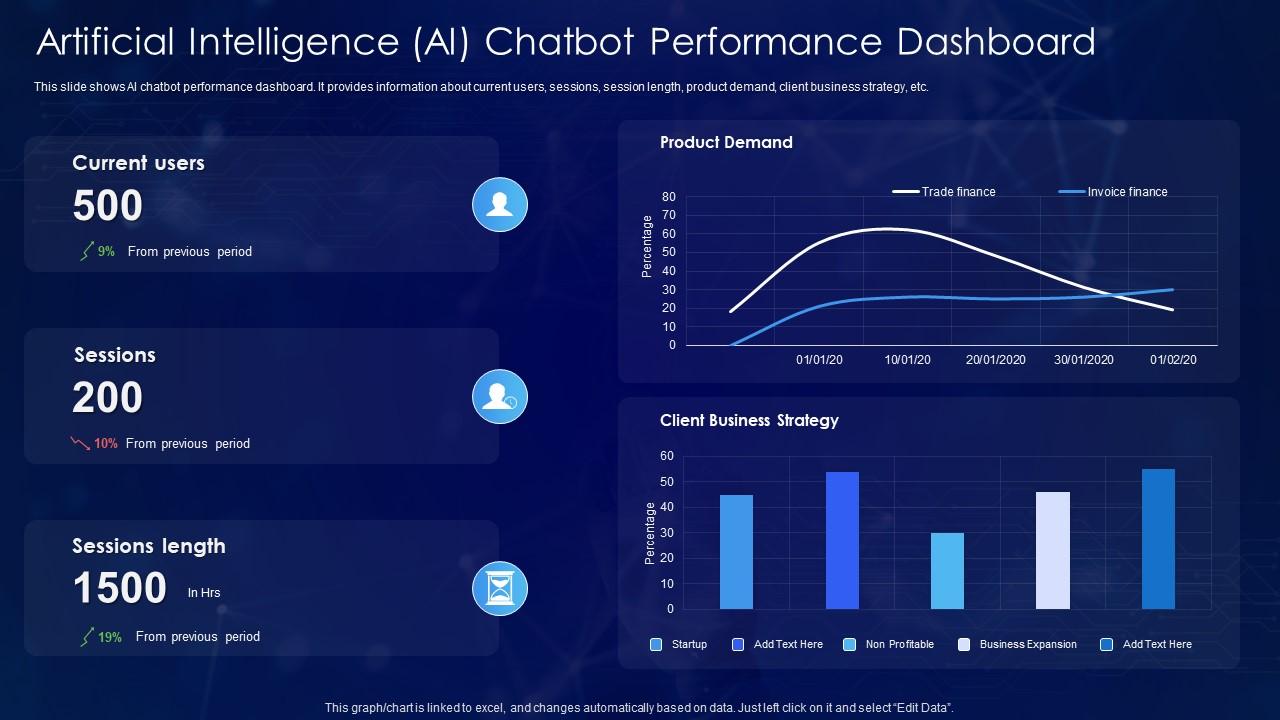 Artificial Intelligence (AI) Chatbot Performance Dashboard
This slide shows AI chatbot performance dashboard. It provides information about current users, sessions, session length, product demand, client business strategy, etc.
Current users
500
9% From previous period
Sessions
200
10% From previous period
Sessions length
1500 In Hrs
19% From previous period
Product Demand
Trade finance Invoice finance
Percentage
80
70
60
50
40
30
20
10
0
01/01/20 10/01/20 20/01/2020 30/01/2020 01/02/20
Client Business Strategy
Percentage
60
50
40
30
20
10
0
Startup Add Text Here Non Profitable Business Expansion Add Text Here
This graph/chart is linked to excel, and changes automatically based on data. Just left click on it and select “Edit Data”.